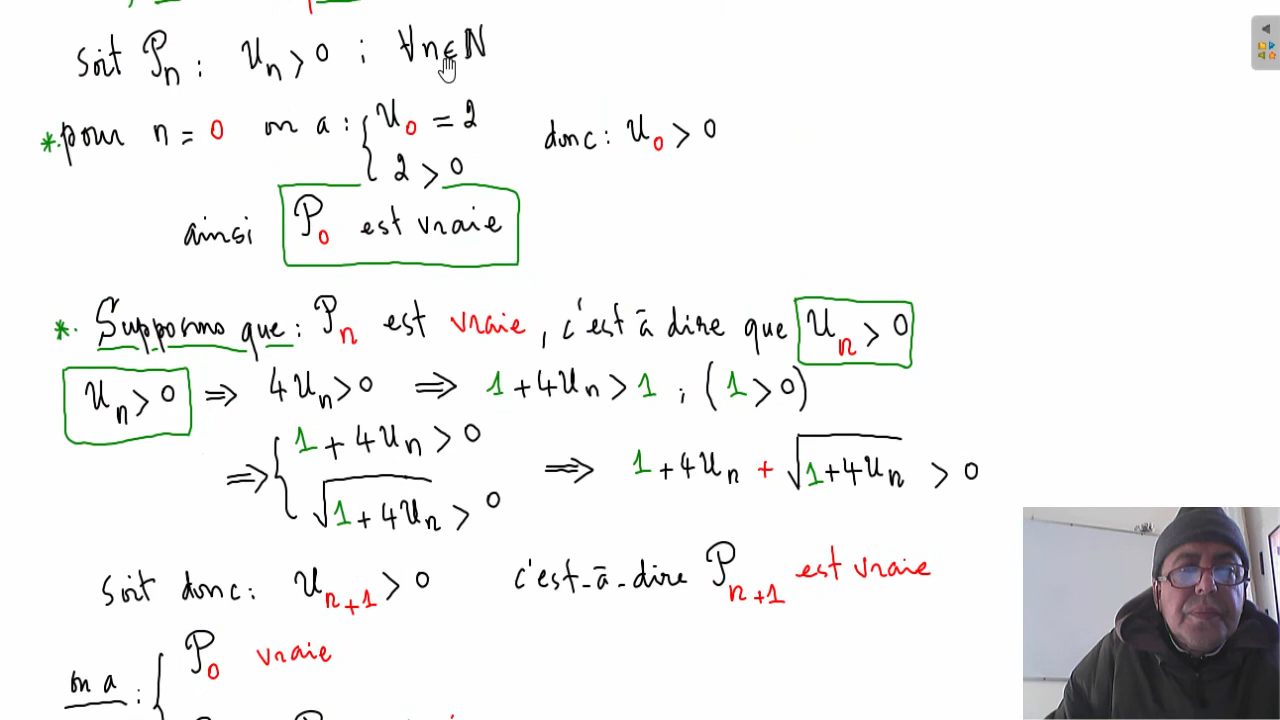 Soit Pn : Un > 0 ; ∀n∈ℕ
*. pour n = 0 on a : { U0 = 2 donc : U0 > 0
2 > 0
ainsi P0 est vraie
*. Supposons que : Pn est vraie, c'est à dire que Un > 0
Un > 0 ⇒ 4Un > 0 ⇒ 1 + 4Un > 1 ; (1 > 0)
⇒ { 1 + 4Un > 0
√(1 + 4Un) > 0 ⇒ 1 + 4Un + √(1 + 4Un) > 0
Soit donc : Un+1 > 0 c'est-à-dire Pn+1 est vraie
on a : { P0 vraie